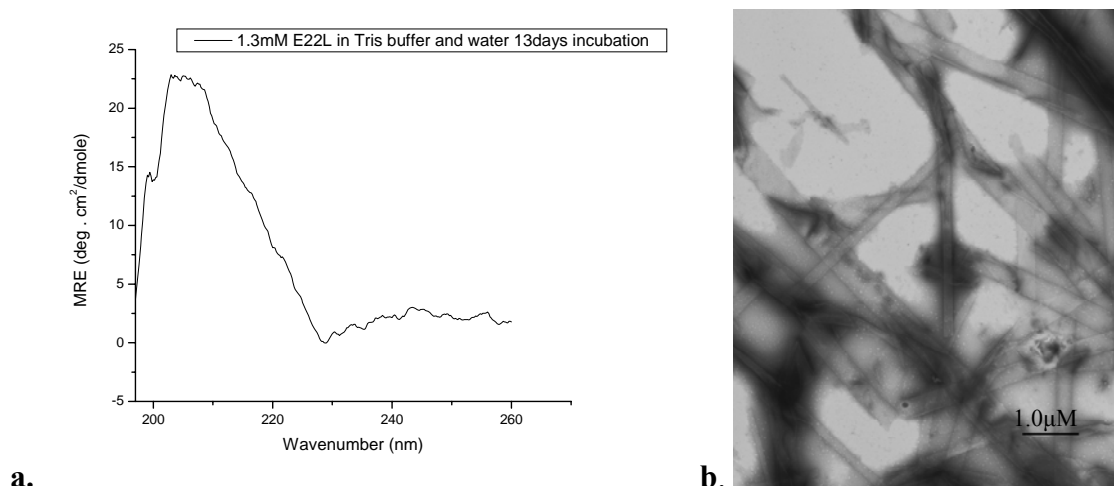 1.3mM E22L in Tris buffer and water 13days incubation
25
20
15
10
5
0
-5
MRE (deg . cm²/dmole)
200 220 240 260
Wavenumber (nm)
1.0µM
a. b.